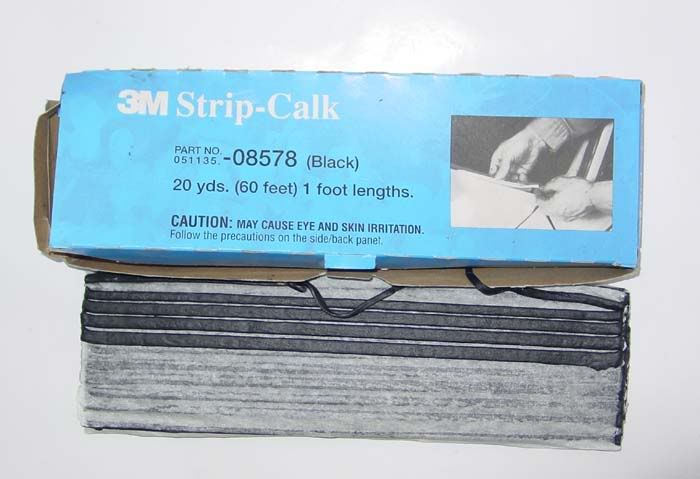 3M Strip-Calk
PART NO.
051135.-08578 (Black)
20 yds. (60 feet) 1 foot lengths.
CAUTION: MAY CAUSE EYE AND SKIN IRRITATION.
Follow the precautions on the side/back panel.